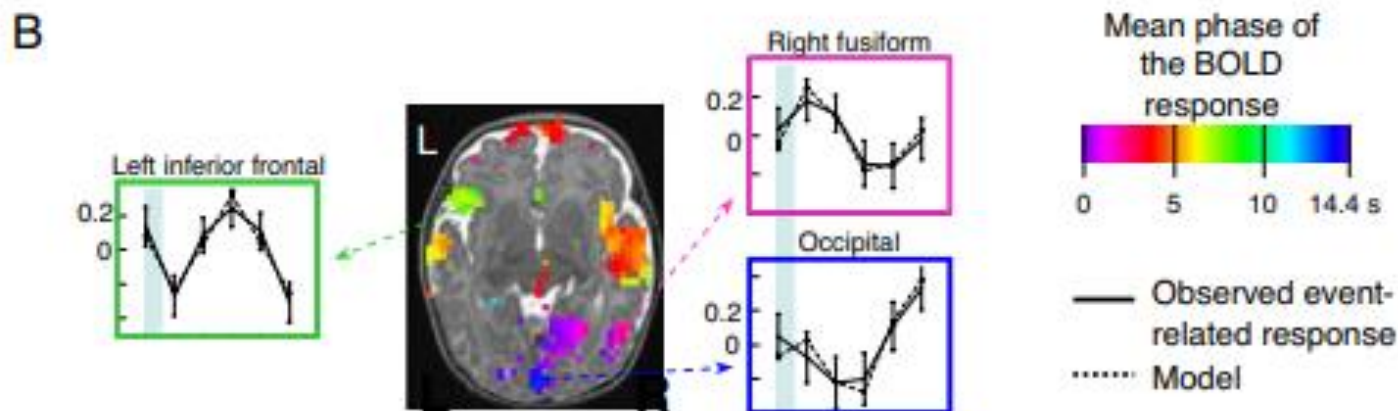 B
Left inferior frontal
0.2
0
L
Right fusiform
0.2
0
Occipital
0.2
0
Mean phase of
the BOLD
response
0 5 10 14.4 s
Observed event-
related response
Model